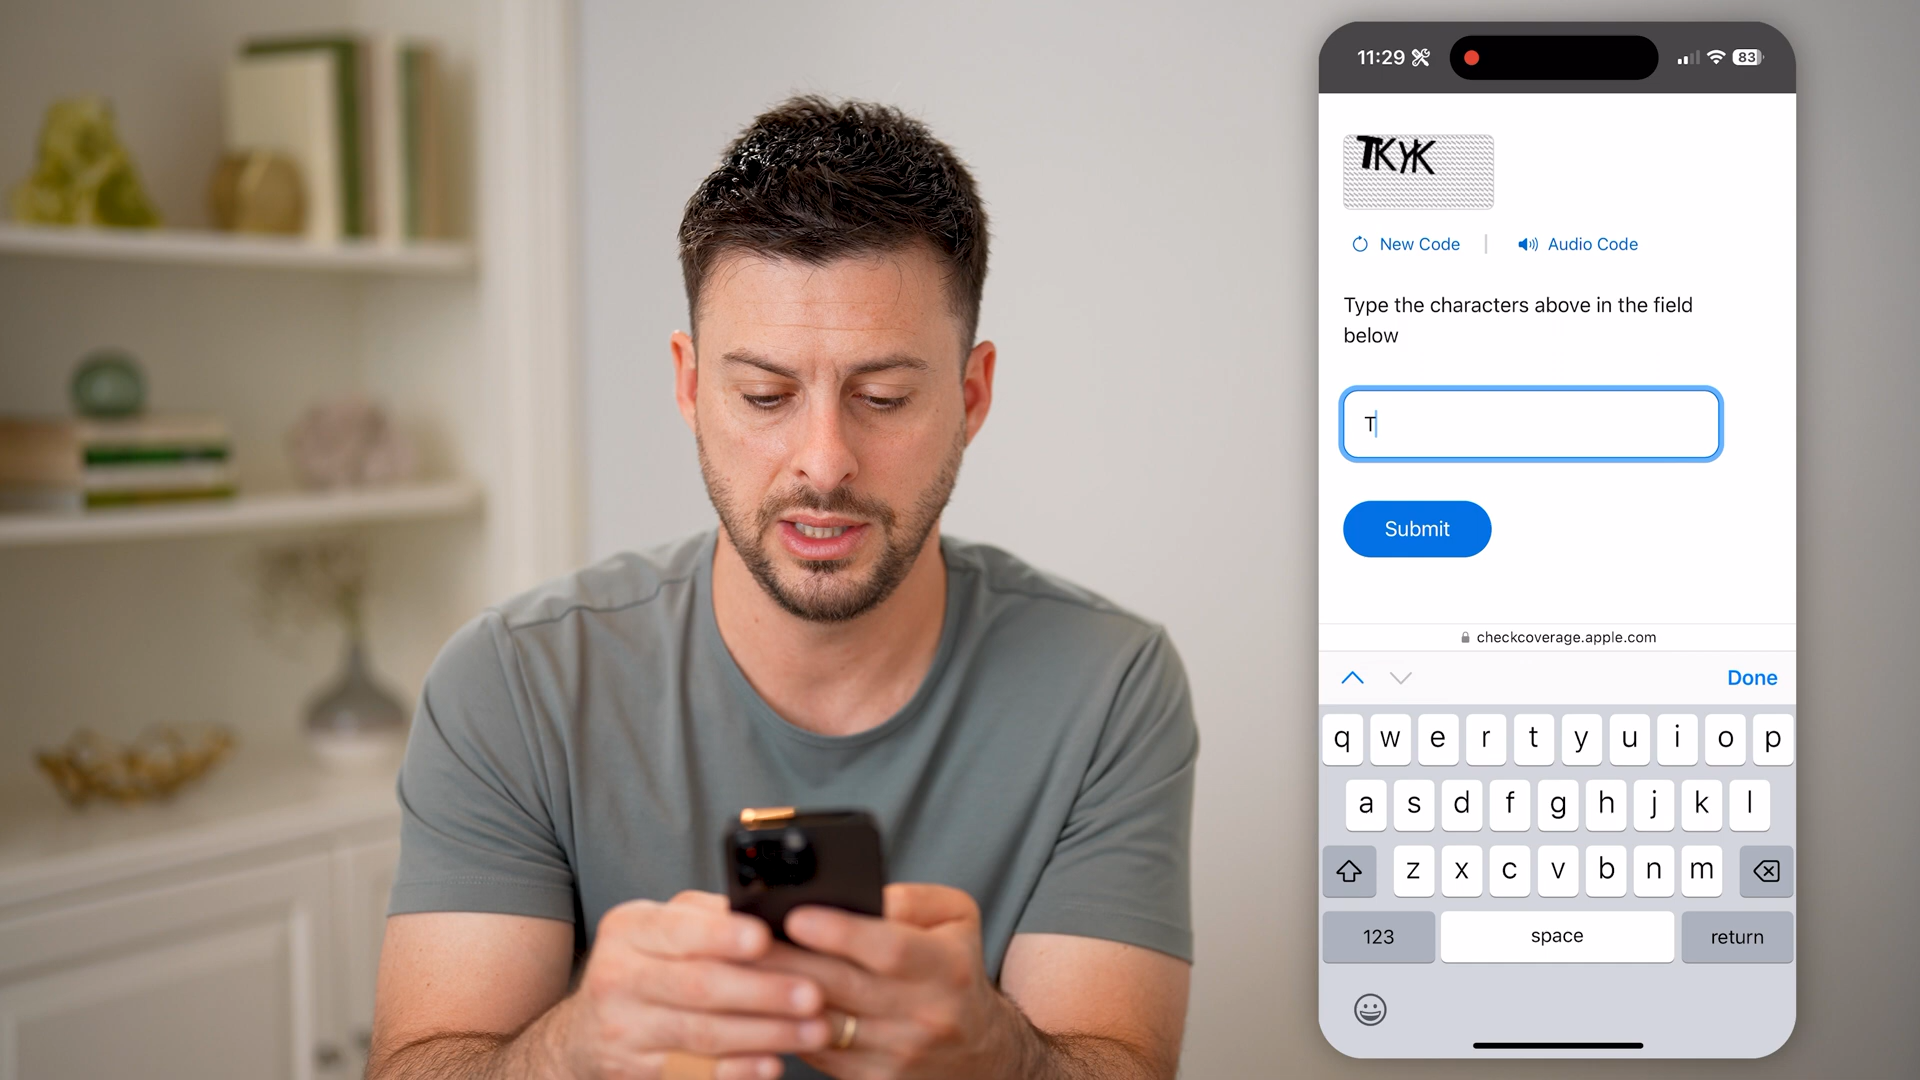 11:29
83
TKYK
New Code | Audio Code
Type the characters above in the field
below
T
Submit
checkcoverage.apple.com
Done
q w e r t y u i o p
a s d f g h j k l
z x c v b n m
123 space return